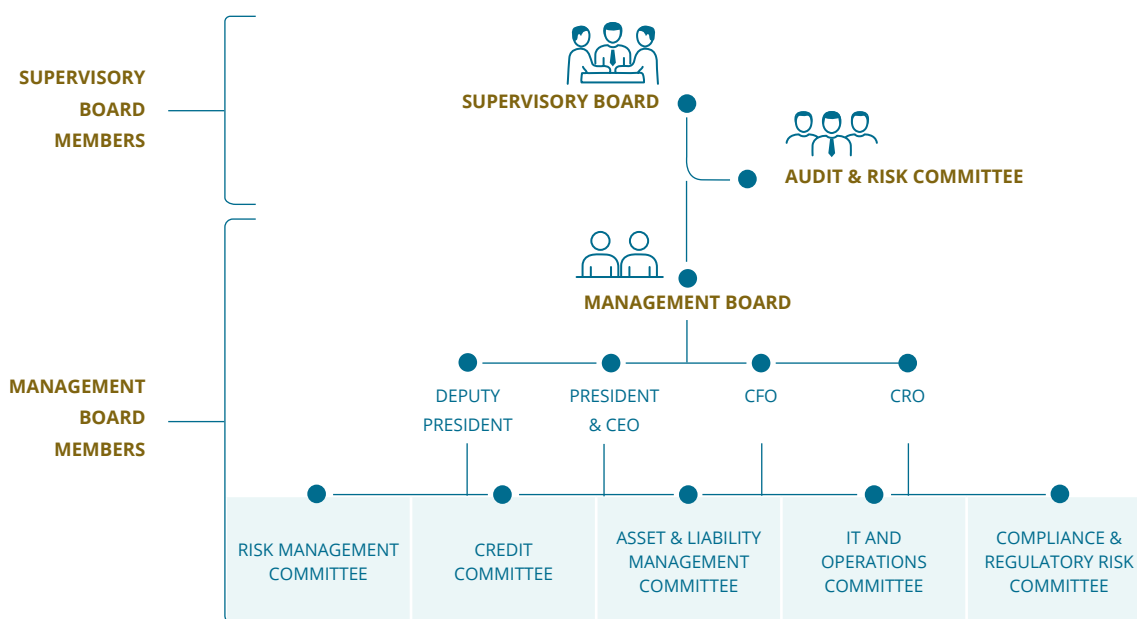 SUPERVISORY
BOARD
MEMBERS
SUPERVISORY BOARD
AUDIT & RISK COMMITTEE
MANAGEMENT BOARD
MANAGEMENT
BOARD
MEMBERS
DEPUTY
PRESIDENT
PRESIDENT
& CEO
CFO
CRO
RISK MANAGEMENT
COMMITTEE
CREDIT
COMMITTEE
ASSET & LIABILITY
MANAGEMENT
COMMITTEE
IT AND
OPERATIONS
COMMITTEE
COMPLIANCE &
REGULATORY RISK
COMMITTEE